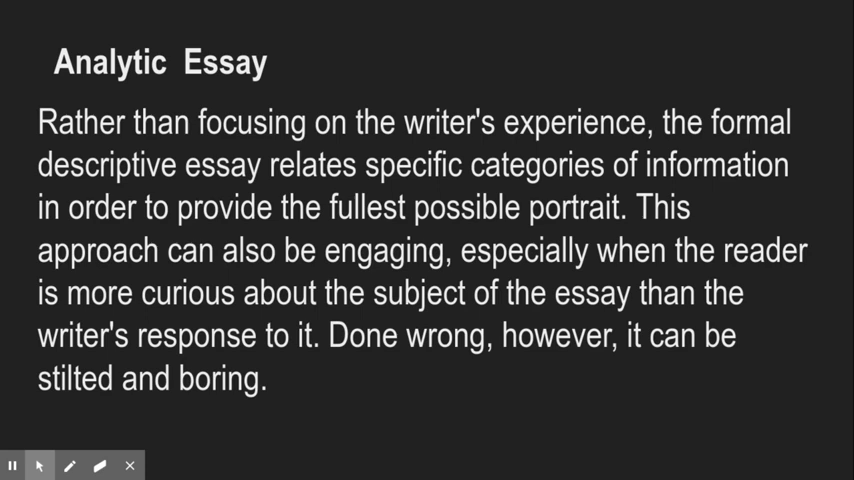 Analytic Essay
Rather than focusing on the writer's experience, the formal
descriptive essay relates specific categories of information
in order to provide the fullest possible portrait. This
approach can also be engaging, especially when the reader
is more curious about the subject of the essay than the
writer's response to it. Done wrong, however, it can be
stilted and boring.